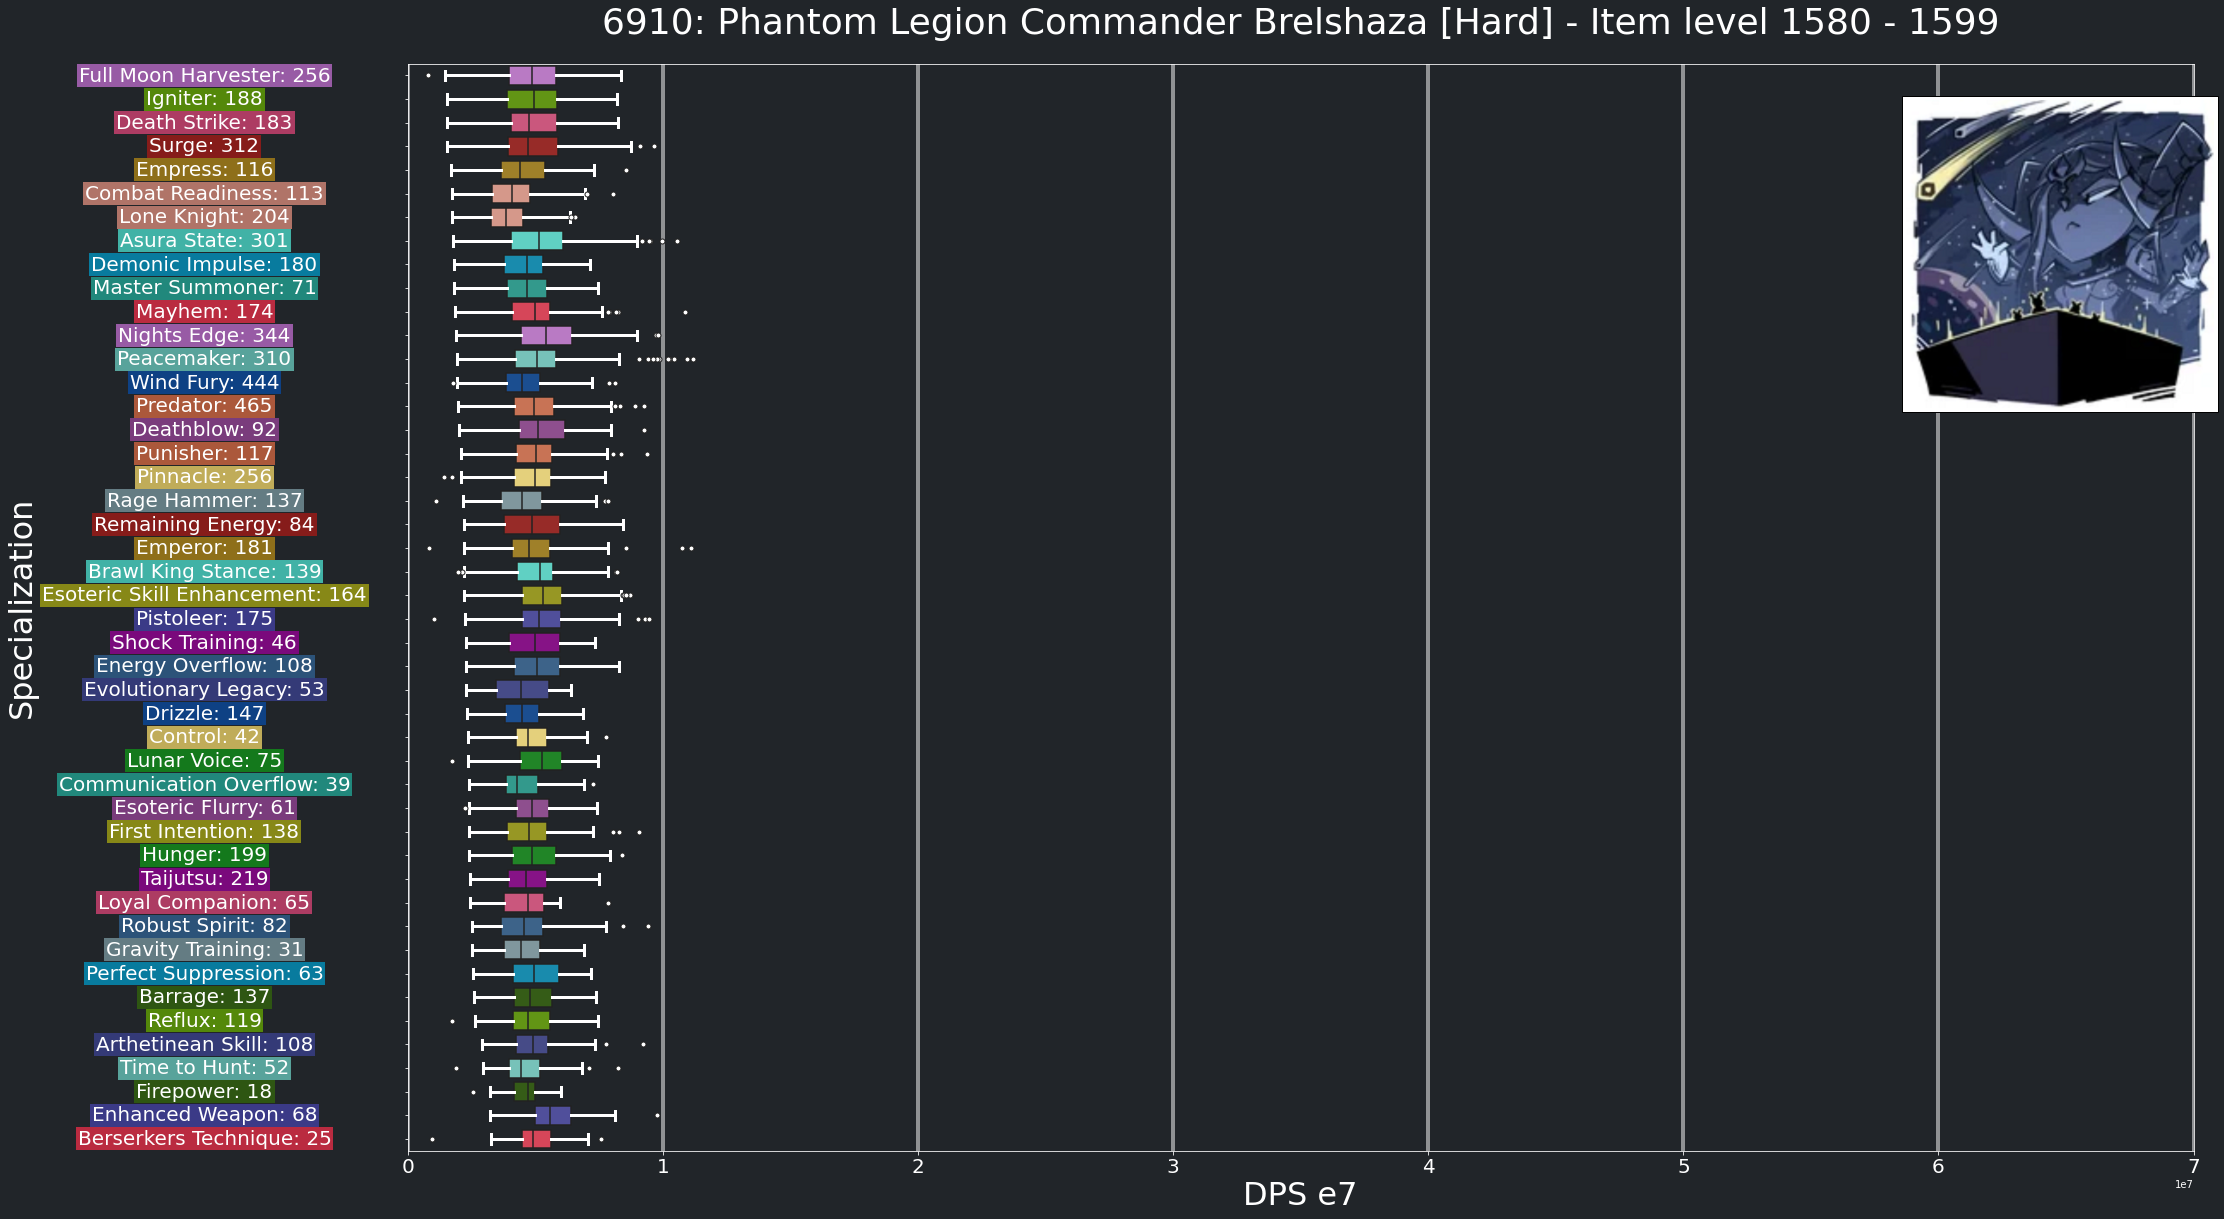 6910: Phantom Legion Commander Brelshaza [Hard] - Item level 1580 - 1599
Specialization
Full Moon Harvester: 256
Igniter: 188
Death Strike: 183
Surge: 312
Empress: 116
Combat Readiness: 113
Lone Knight: 204
Asura State: 301
Demonic Impulse: 180
Master Summoner: 71
Mayhem: 174
Nights Edge: 344
Peacemaker: 310
Wind Fury: 444
Predator: 465
Deathblow: 92
Punisher: 117
Pinnacle: 256
Rage Hammer: 137
Remaining Energy: 84
Emperor: 181
Brawl King Stance: 139
Esoteric Skill Enhancement: 164
Pistoleer: 175
Shock Training: 46
Energy Overflow: 108
Evolutionary Legacy: 53
Drizzle: 147
Control: 42
Lunar Voice: 75
Communication Overflow: 39
Esoteric Flurry: 61
First Intention: 138
Hunger: 199
Taijutsu: 219
Loyal Companion: 65
Robust Spirit: 82
Gravity Training: 31
Perfect Suppression: 63
Barrage: 137
Reflux: 119
Arthetinean Skill: 108
Time to Hunt: 52
Firepower: 18
Enhanced Weapon: 68
Berserkers Technique: 25
0 1 2 3 4 5 6 7
1e7
DPS e7